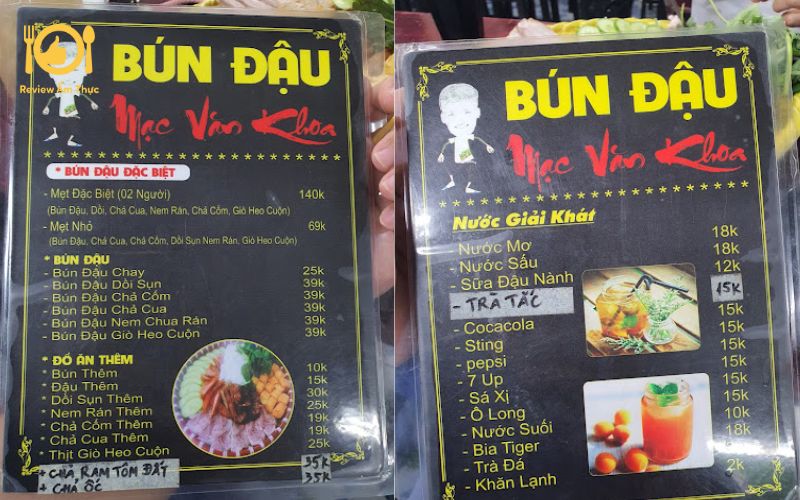 Review Ẩm Thực
BÚN ĐẬU
Mạc Văn Khoa
* BÚN ĐẬU ĐẶC BIỆT
- Mẹt Đặc Biệt (02 Người) 140k
(Bún Đậu, Dồi, Chả Cua, Nem Rán, Chả Cốm, Giò Heo Cuộn)
- Mẹt Nhỏ 69k
(Bún Đậu, Chả Cua, Chả Cốm, Dồi Sụn Nem Rán, Giò Heo Cuộn)
* BÚN ĐẬU
- Bún Đậu Chay 25k
- Bún Đậu Dồi Sụn 39k
- Bún Đậu Chả Cốm 39k
- Bún Đậu Chả Cua 39k
- Bún Đậu Nem Chua Rán 39k
- Bún Đậu Giò Heo Cuộn 39k
* ĐỒ ĂN THÊM
* Bún Thêm 10k
* Đậu Thêm 15k
* Dồi Sụn Thêm 30k
* Nem Rán Thêm 25k
* Chả Cốm Thêm 19k
* Chả Cua Thêm 19k
* Thịt Giò Heo Cuộn 25k
+ CHẢ RAM TÔM ĐẤT 35K
+ CHẢ ỐC 35K
BÚN ĐẬU
Mạc Văn Khoa
Nước Giải Khát
- Nước Mơ 18k
- Nước Sấu 18k
- Sữa Đậu Nành 12k
- TRÀ TẮC 15K
- Cocacola 15k
- Sting 15k
- pepsi 15k
- 7 Up 15k
- Sá Xị 15k
- Ô Long 15k
- Nước Suối 10k
- Bia Tiger 18k
- Trà Đá
- Khăn Lạnh 2k